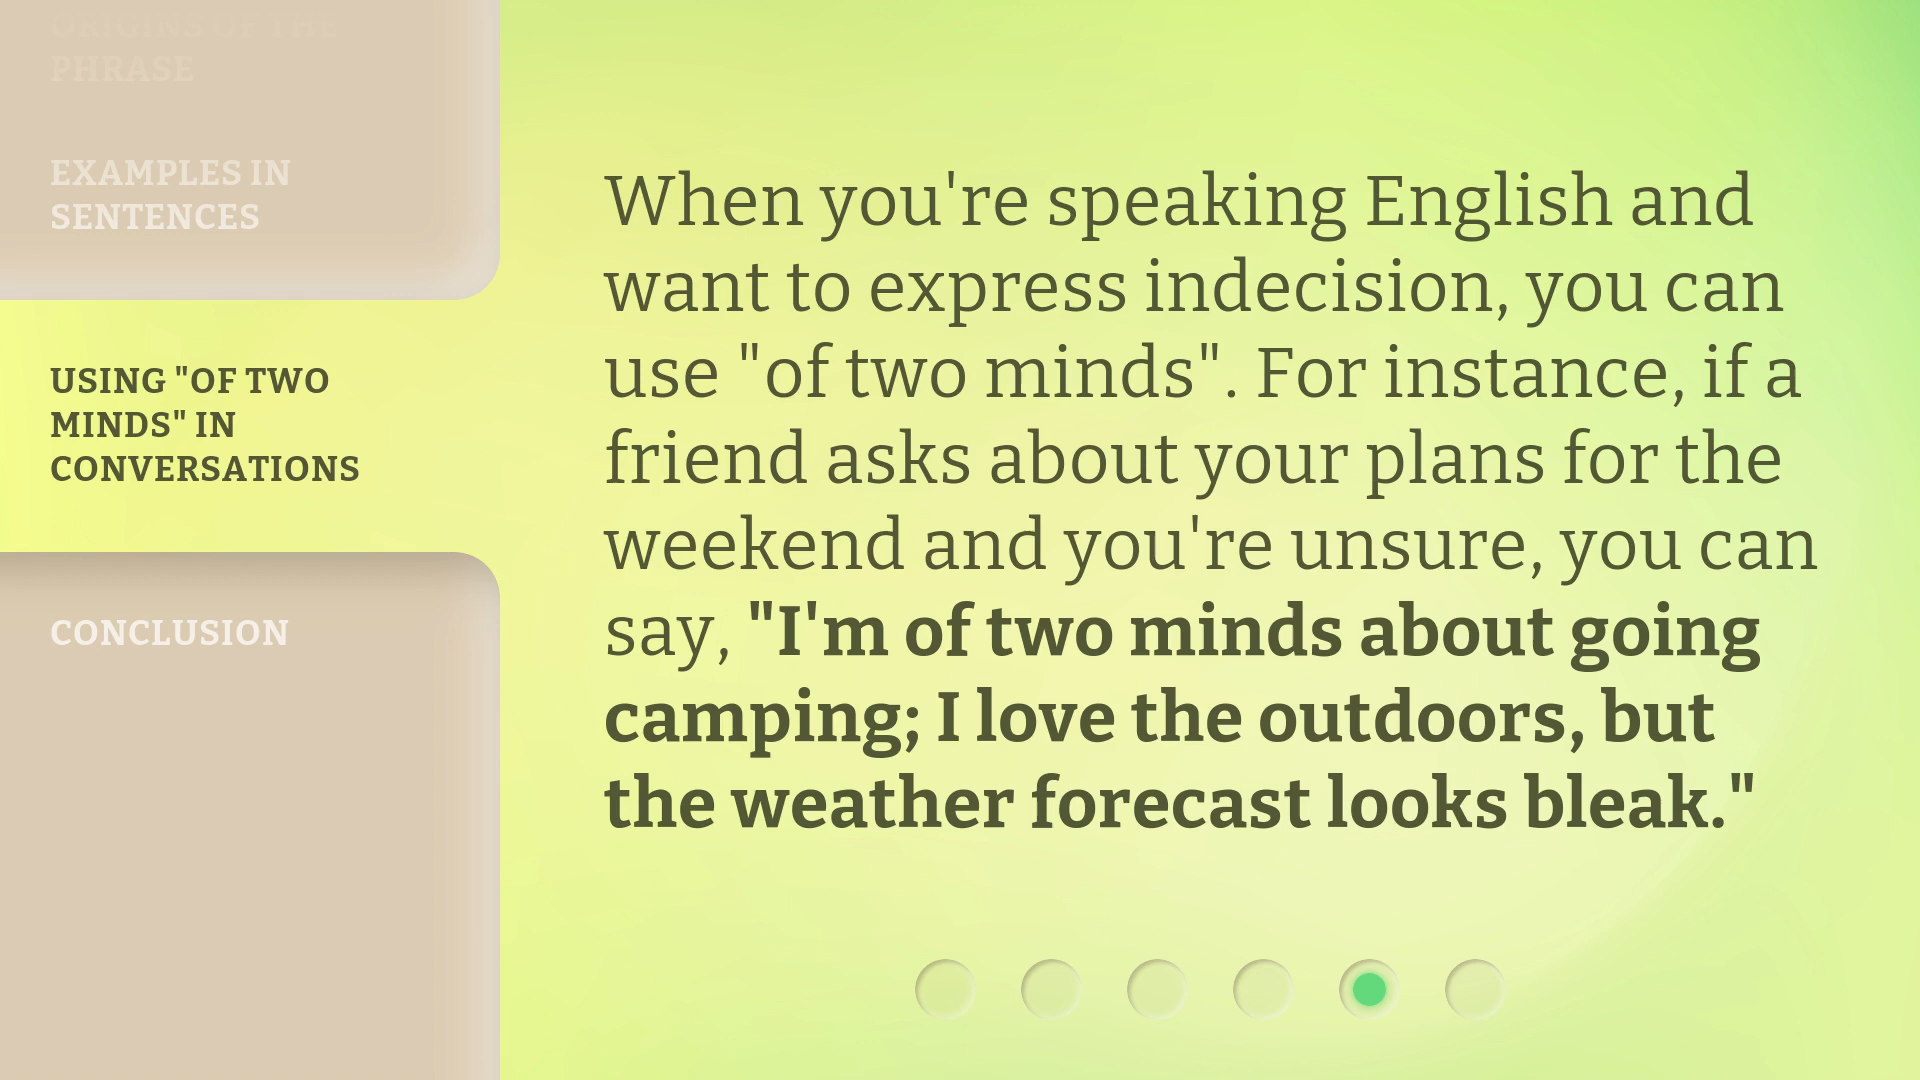 ORIGINS OF THE
PHRASE
EXAMPLES IN
SENTENCES
USING "OF TWO
MINDS" IN
CONVERSATIONS
CONCLUSION
When you're speaking English and
want to express indecision, you can
use "of two minds". For instance, if a
friend asks about your plans for the
weekend and you're unsure, you can
say, "I'm of two minds about going
camping; I love the outdoors, but
the weather forecast looks bleak."